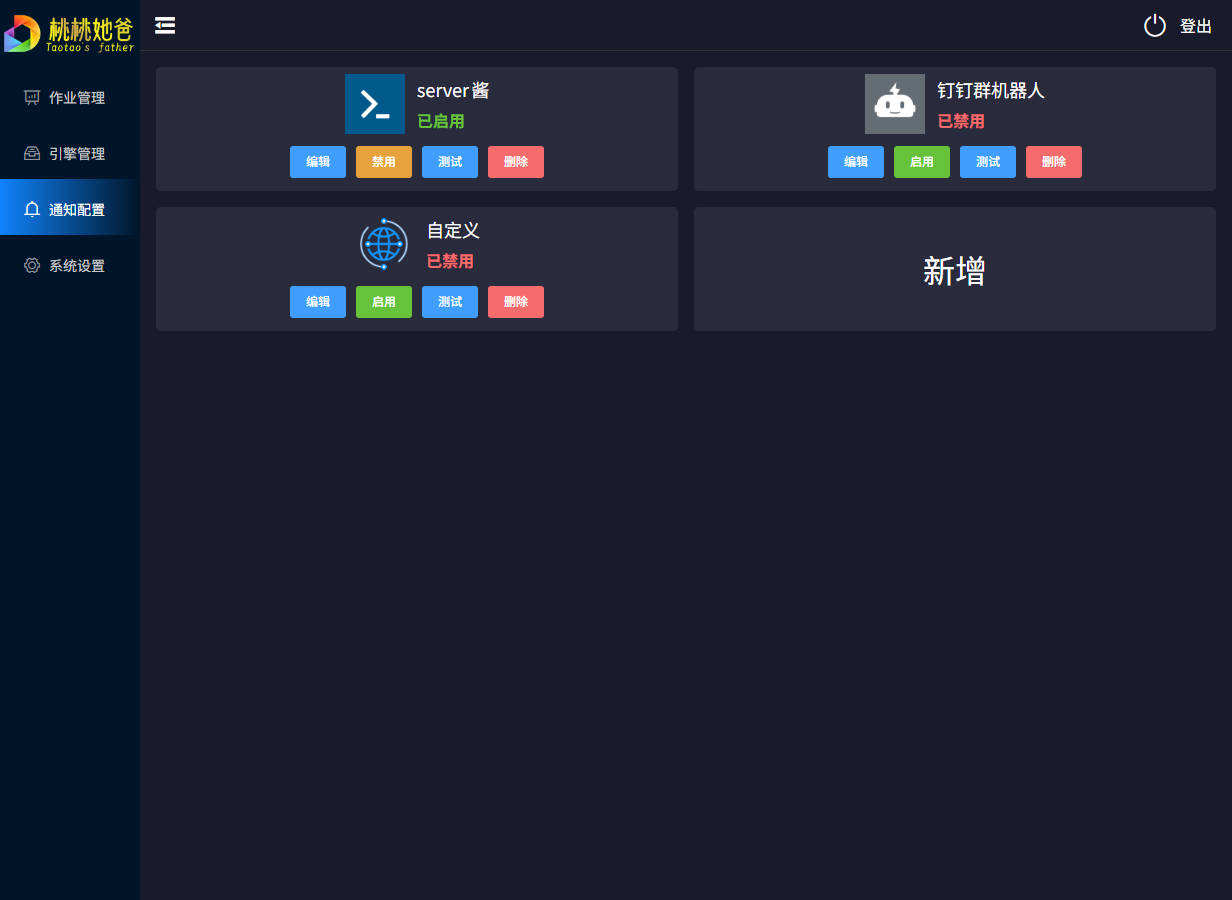 桃桃她爸
Taotao's father
登出
作业管理
引擎管理
通知配置
系统设置
server酱
已启用
编辑 禁用 测试 删除
钉钉群机器人
已禁用
编辑 启用 测试 删除
自定义
已禁用
编辑 启用 测试 删除
新增